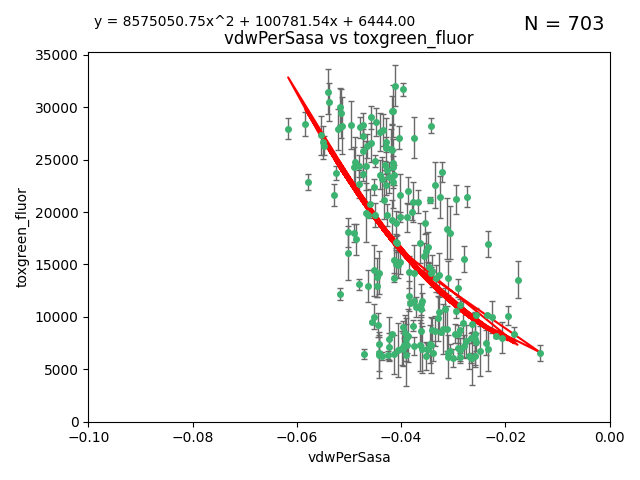 y = 8575050.75x^2 + 100781.54x + 6444.00
N = 703
vdwPerSasa vs toxgreen_fluor
35000
30000
25000
20000
15000
10000
5000
0
toxgreen_fluor
−0.10
−0.08
−0.06
−0.04
−0.02
0.00
vdwPerSasa